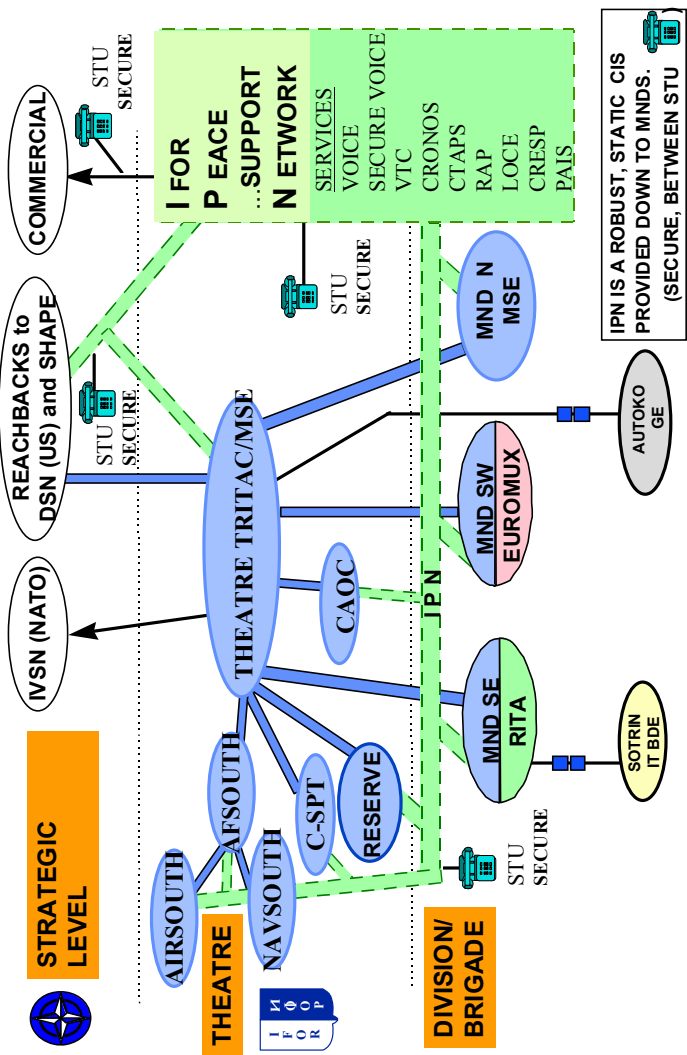 STRATEGIC
LEVEL
IVSN (NATO)
REACHBACKS to
DSN (US) and SHAPE
COMMERCIAL
STU
SECURE
STU
SECURE
THEATRE
I
F
O
R
И
Ф
О
Р
AIRSOUTH
AFSOUTH
NAVSOUTH
C-SPT
RESERVE
CAOC
THEATRE TRITAC/MSE
STU
SECURE
I FOR
P EACE
...SUPPORT
N ETWORK
SERVICES
VOICE
SECURE VOICE
VTC
CRONOS
CTAPS
RAP
LOCE
CRESP
PAIS
DIVISION/
BRIGADE
STU
SECURE
I P N
MND SE
RITA
MND SW
EUROMUX
MND N
MSE
SOTRIN
IT BDE
AUTOKO
GE
IPN IS A ROBUST, STATIC CIS
PROVIDED DOWN TO MNDS.
(SECURE, BETWEEN STU )